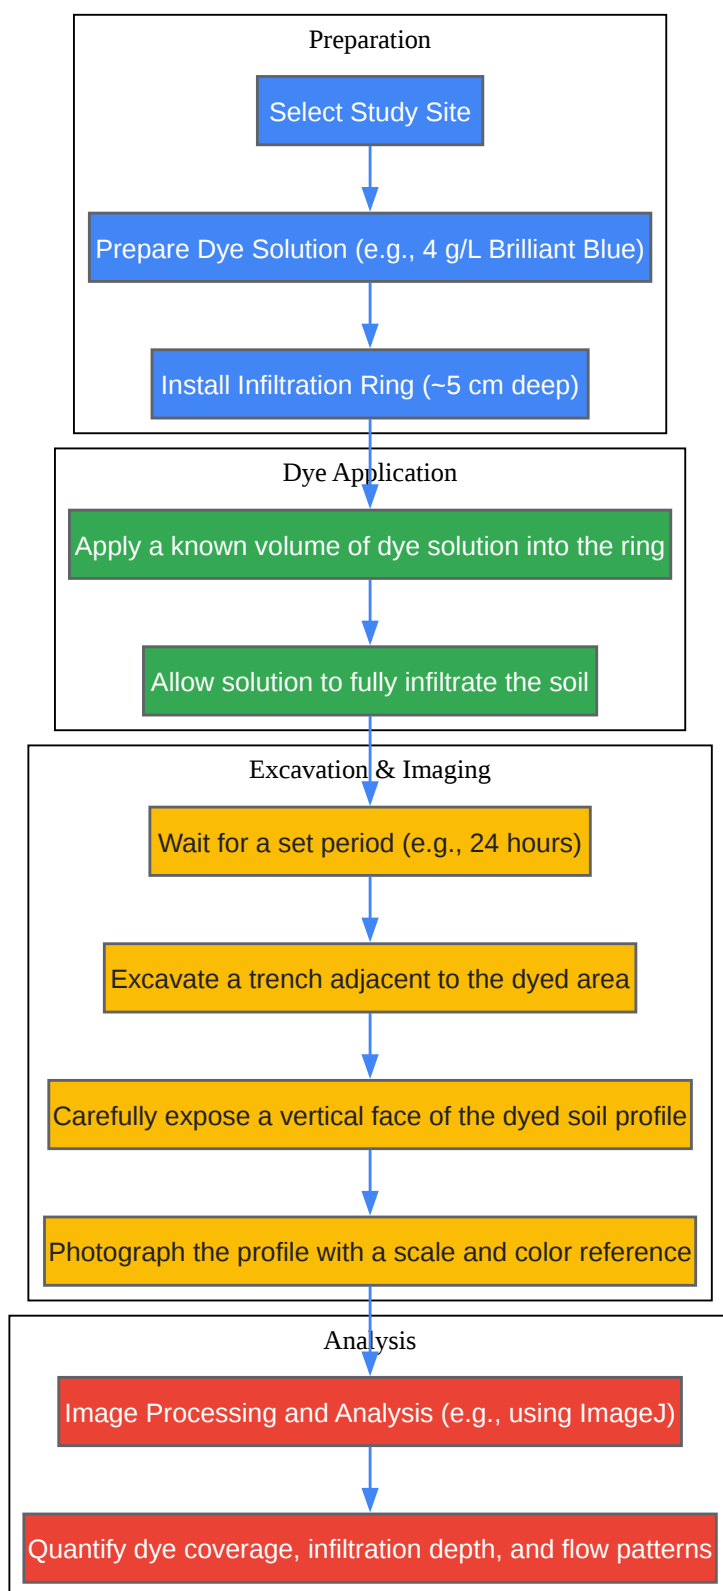 Preparation
Select Study Site
Prepare Dye Solution (e.g., 4 g/L Brilliant Blue)
Install Infiltration Ring (~5 cm deep)
Dye Application
Apply a known volume of dye solution into the ring
Allow solution to fully infiltrate the soil
Excavation & Imaging
Wait for a set period (e.g., 24 hours)
Excavate a trench adjacent to the dyed area
Carefully expose a vertical face of the dyed soil profile
Photograph the profile with a scale and color reference
Analysis
Image Processing and Analysis (e.g., using ImageJ)
Quantify dye coverage, infiltration depth, and flow patterns